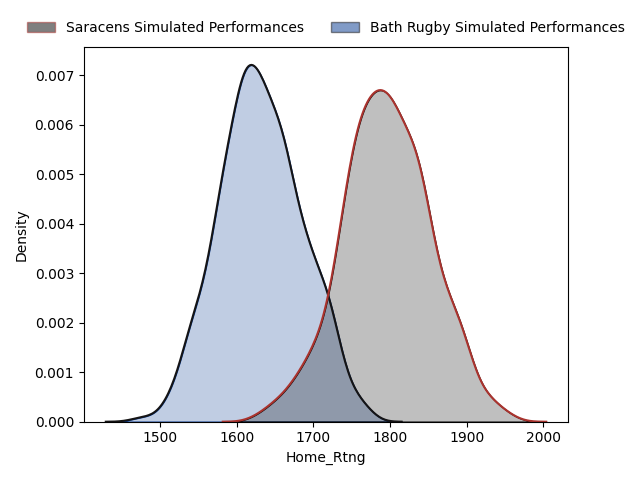 Saracens Simulated Performances Bath Rugby Simulated Performances
0.007
0.006
0.005
0.004
0.003
0.002
0.001
0.000
Density
1500 1600 1700 1800 1900 2000
Home_Rtng